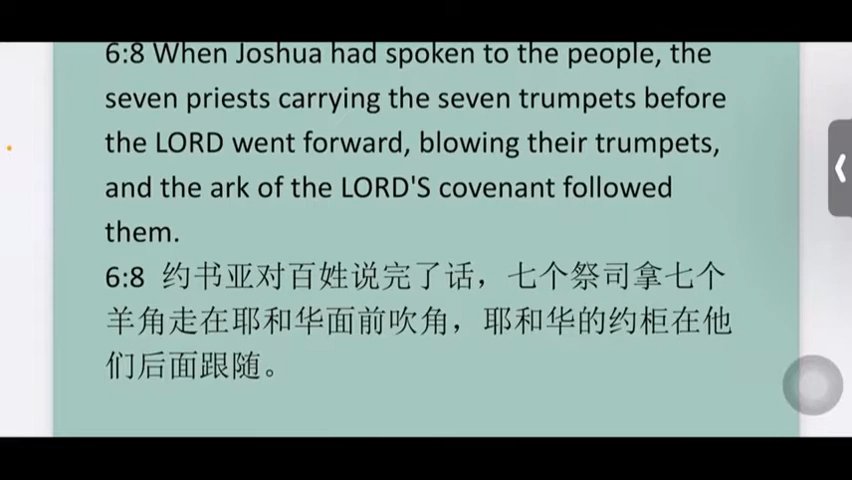 6:8 When Joshua had spoken to the people, the
seven priests carrying the seven trumpets before
the LORD went forward, blowing their trumpets,
and the ark of the LORD'S covenant followed
them.
6:8 约书亚对百姓说完了话，七个祭司拿七个
羊角走在耶和华面前吹角，耶和华的约柜在他
们后面跟随。